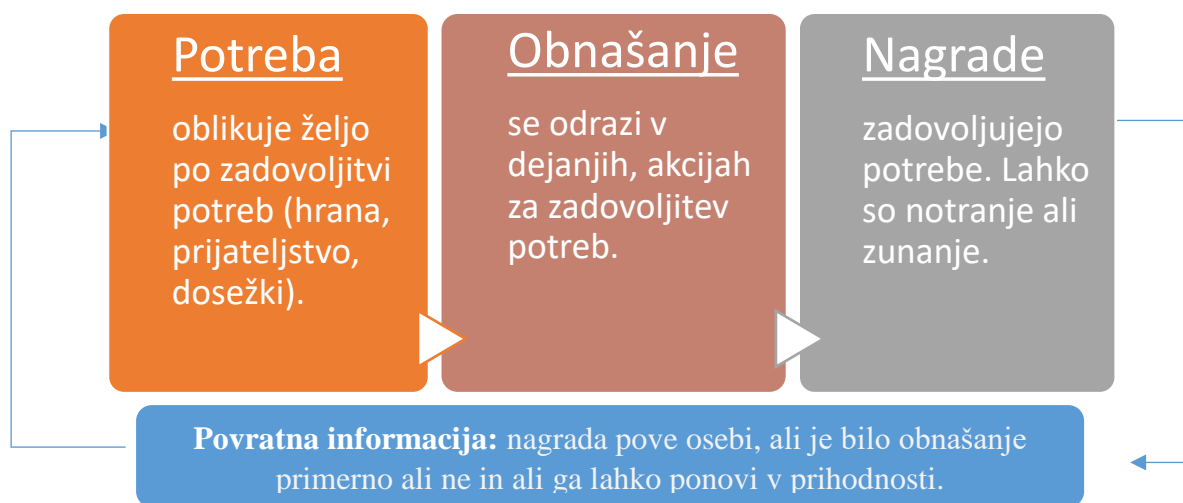 Potreba
oblikuje željo
po zadovoljitvi
potreb (hrana,
prijateljstvo,
dosežki).
Obnašanje
se odrazi v
dejanjih, akcijah
za zadovoljitev
potreb.
Nagrade
zadovoljujejo
potrebe. Lahko
so notranje ali
zunanje.
Povratna informacija: nagrada pove osebi, ali je bilo obnašanje
primerno ali ne in ali ga lahko ponovi v prihodnosti.